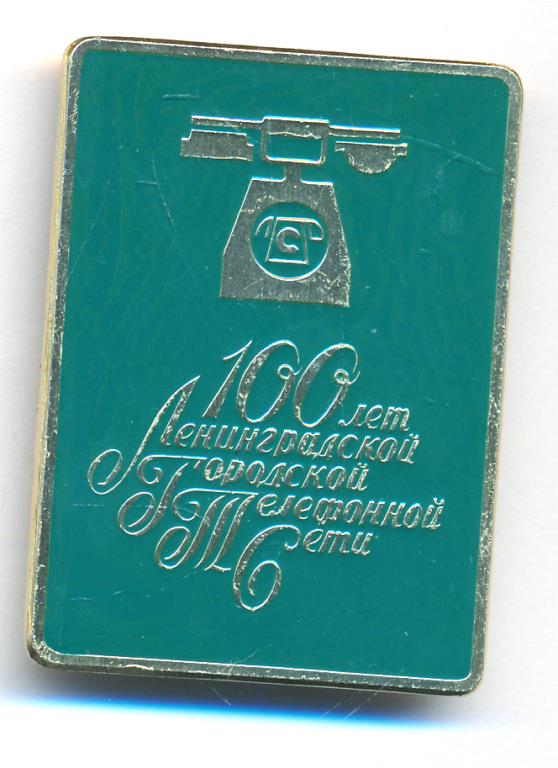 С
100 лет
Ленинградской
Городской
Телефонной
Сети